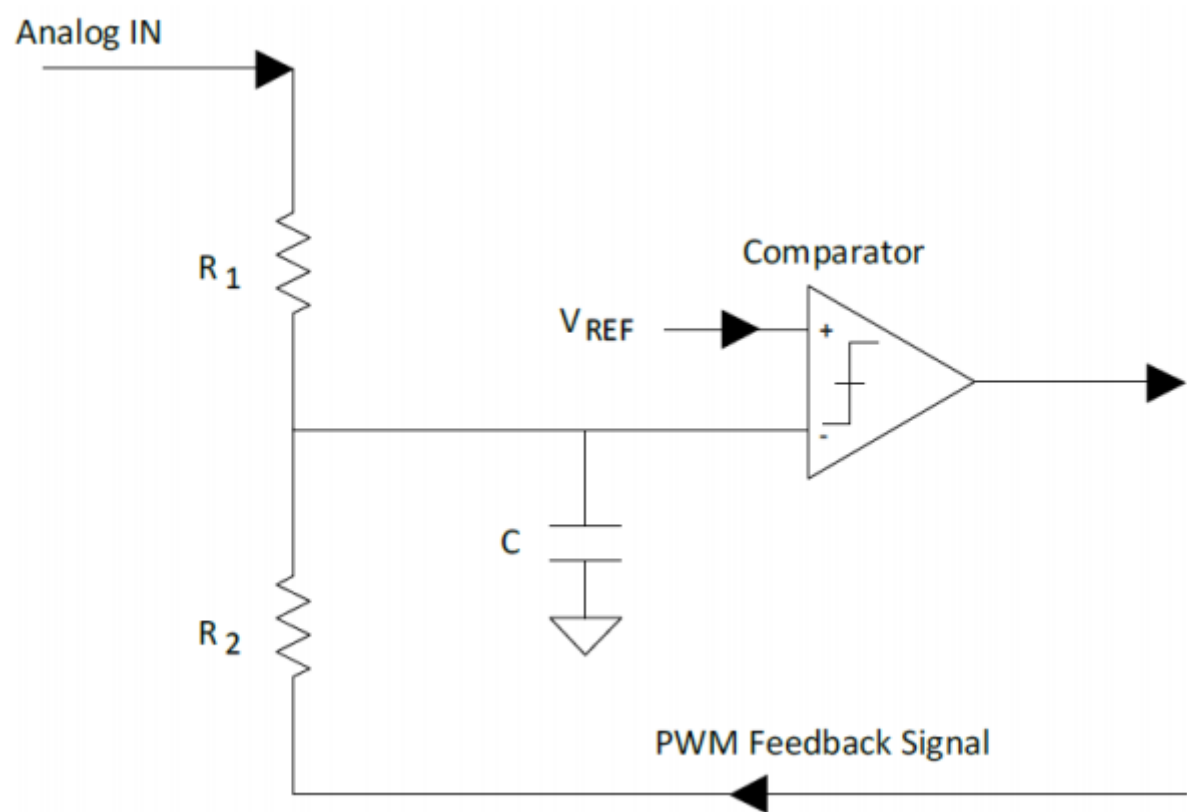 Analog IN
Comparator
R 1
V REF
+
-
C
R 2
PWM Feedback Signal